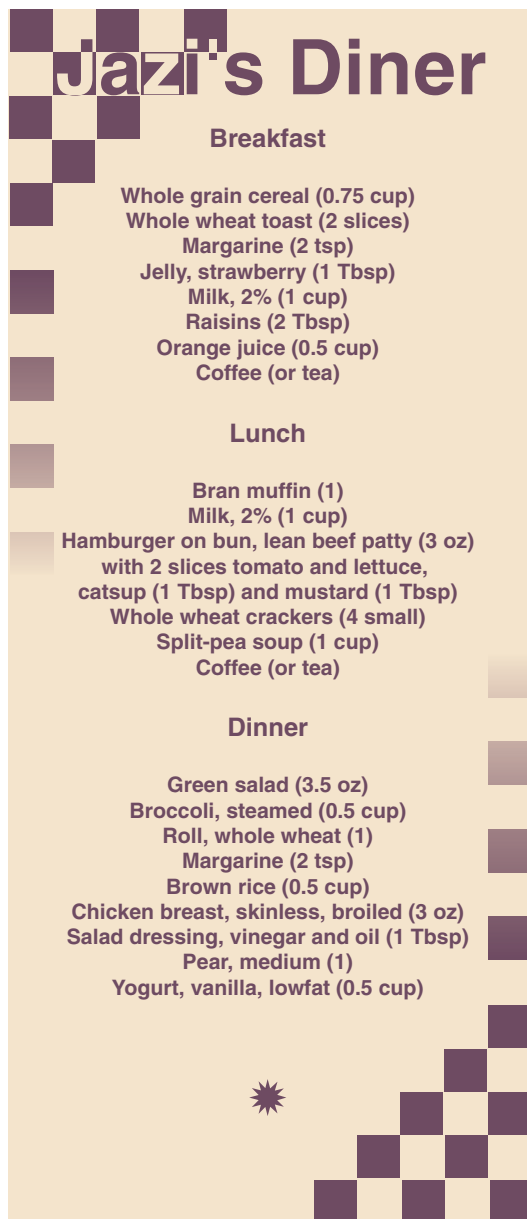 Jazi's Diner
Breakfast
Whole grain cereal (0.75 cup)
Whole wheat toast (2 slices)
Margarine (2 tsp)
Jelly, strawberry (1 Tbsp)
Milk, 2% (1 cup)
Raisins (2 Tbsp)
Orange juice (0.5 cup)
Coffee (or tea)
Lunch
Bran muffin (1)
Milk, 2% (1 cup)
Hamburger on bun, lean beef patty (3 oz)
with 2 slices tomato and lettuce,
catsup (1 Tbsp) and mustard (1 Tbsp)
Whole wheat crackers (4 small)
Split-pea soup (1 cup)
Coffee (or tea)
Dinner
Green salad (3.5 oz)
Broccoli, steamed (0.5 cup)
Roll, whole wheat (1)
Margarine (2 tsp)
Brown rice (0.5 cup)
Chicken breast, skinless, broiled (3 oz)
Salad dressing, vinegar and oil (1 Tbsp)
Pear, medium (1)
Yogurt, vanilla, lowfat (0.5 cup)